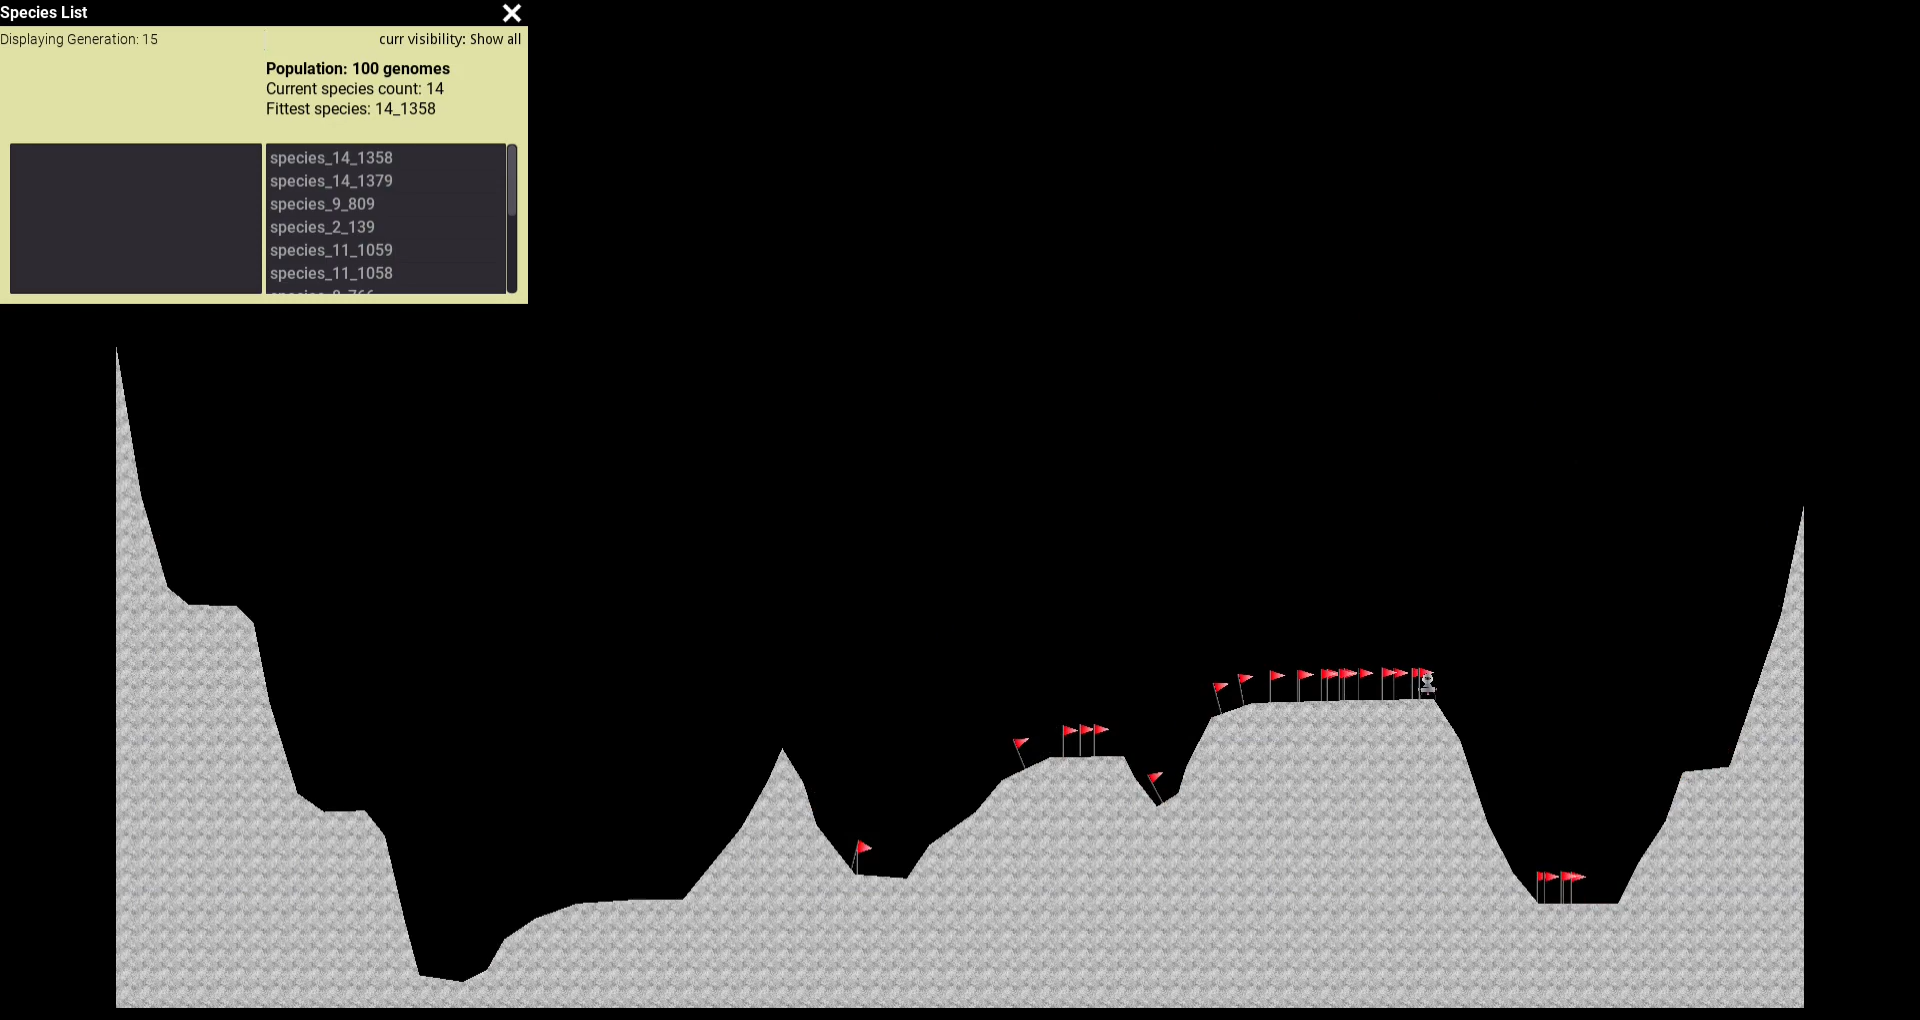 Species List
Displaying Generation: 15
curr visibility: Show all
Population: 100 genomes
Current species count: 14
Fittest species: 14_1358
species_14_1358
species_14_1379
species_9_809
species_2_139
species_11_1059
species_11_1058